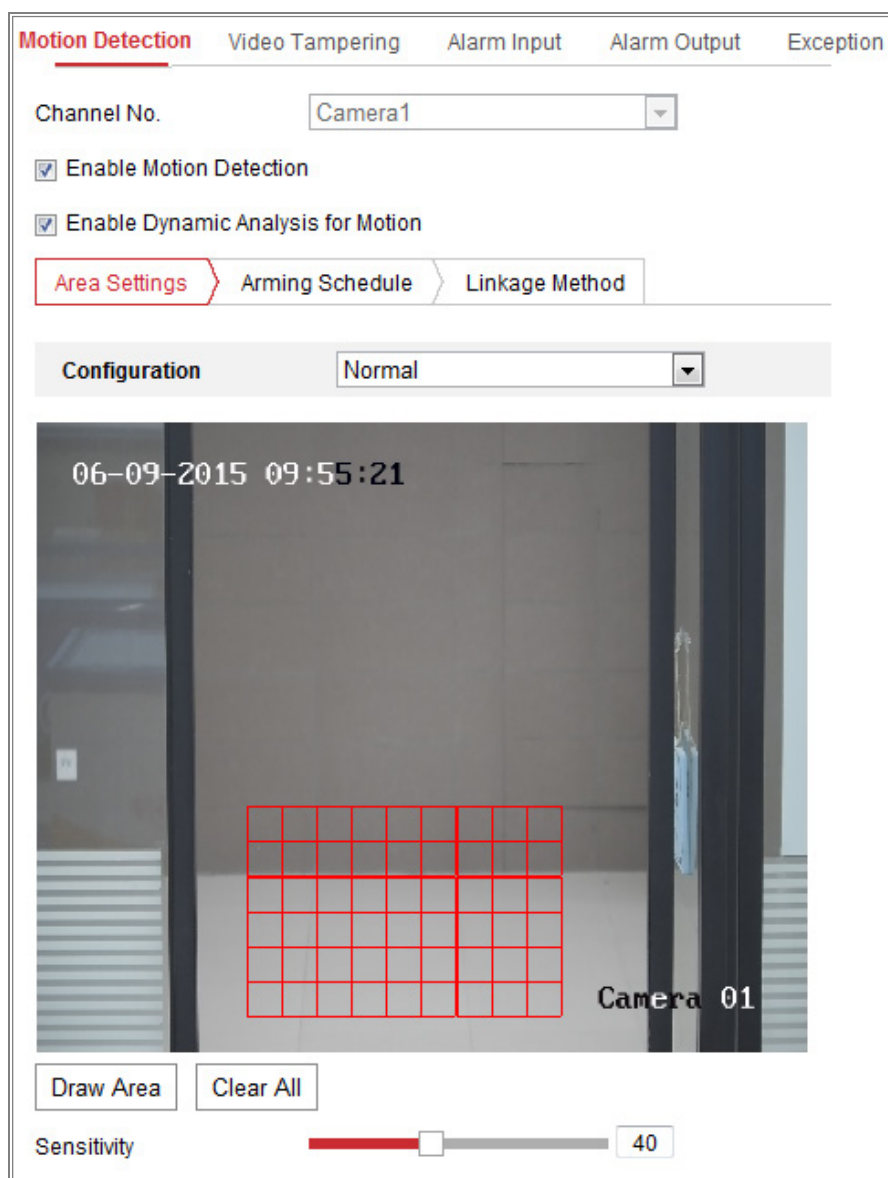 Motion Detection Video Tampering Alarm Input Alarm Output Exception
Channel No. Camera1
Enable Motion Detection
Enable Dynamic Analysis for Motion
Area Settings Arming Schedule Linkage Method
Configuration Normal
06-09-2015 09:55:21
Camera 01
Draw Area Clear All
Sensitivity 40